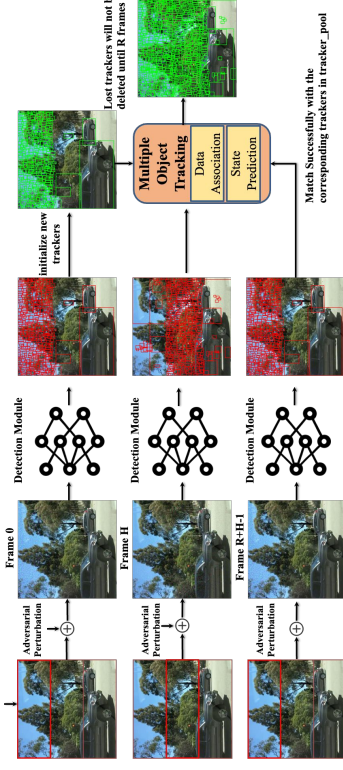 Frame 0
Adversarial
Perturbation
Detection Module
initialize new
trackers
Lost trackers will not b
deleted until R frames
Frame H
Adversarial
Perturbation
Detection Module
Multiple
Object
Tracking
Data
Association
State
Prediction
Frame R+H-1
Adversarial
Perturbation
Detection Module
Match Successfully with the
corresponding trackers in tracker_pool